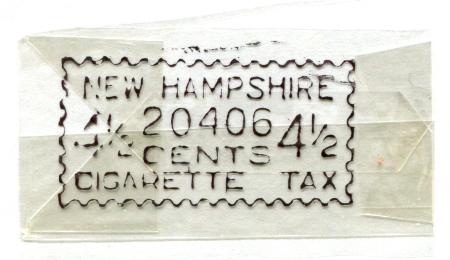 NEW HAMPSHIRE
4½ 20406 4½
CENTS
CIGARETTE TAX